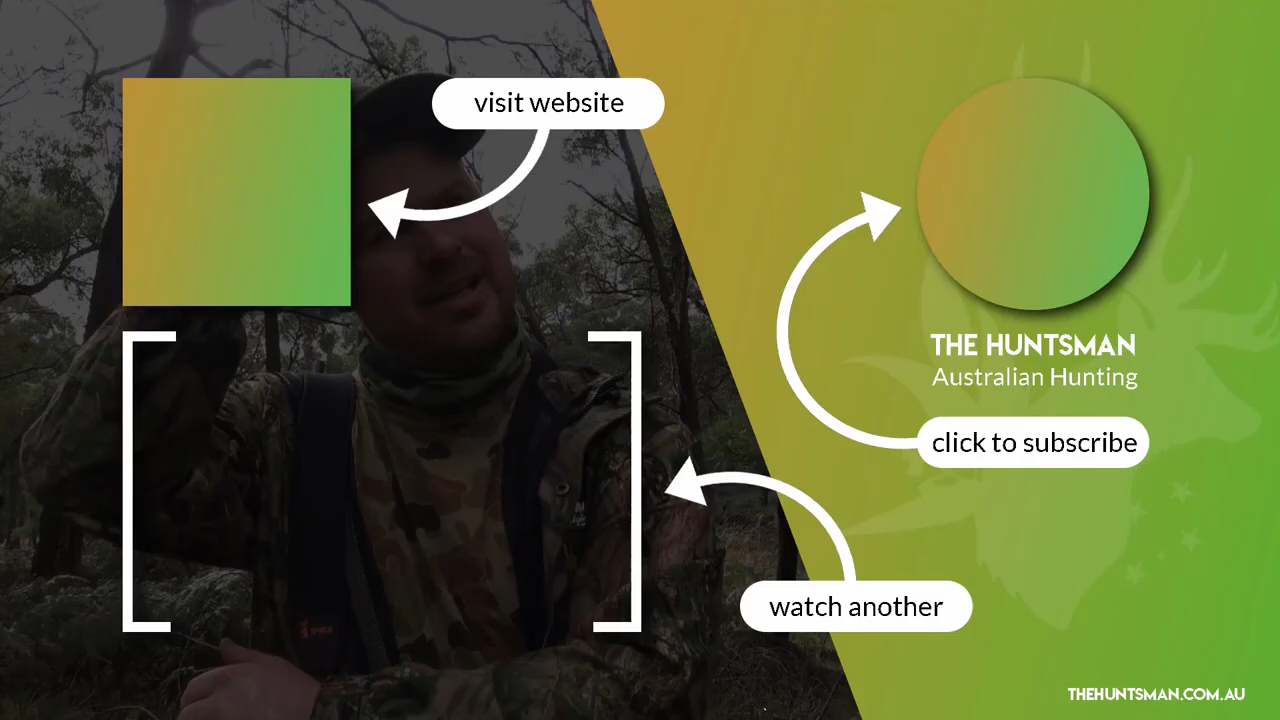 visit website
THE HUNTSMAN
Australian Hunting
click to subscribe
watch another
THEHUNTSMAN.COM.AU